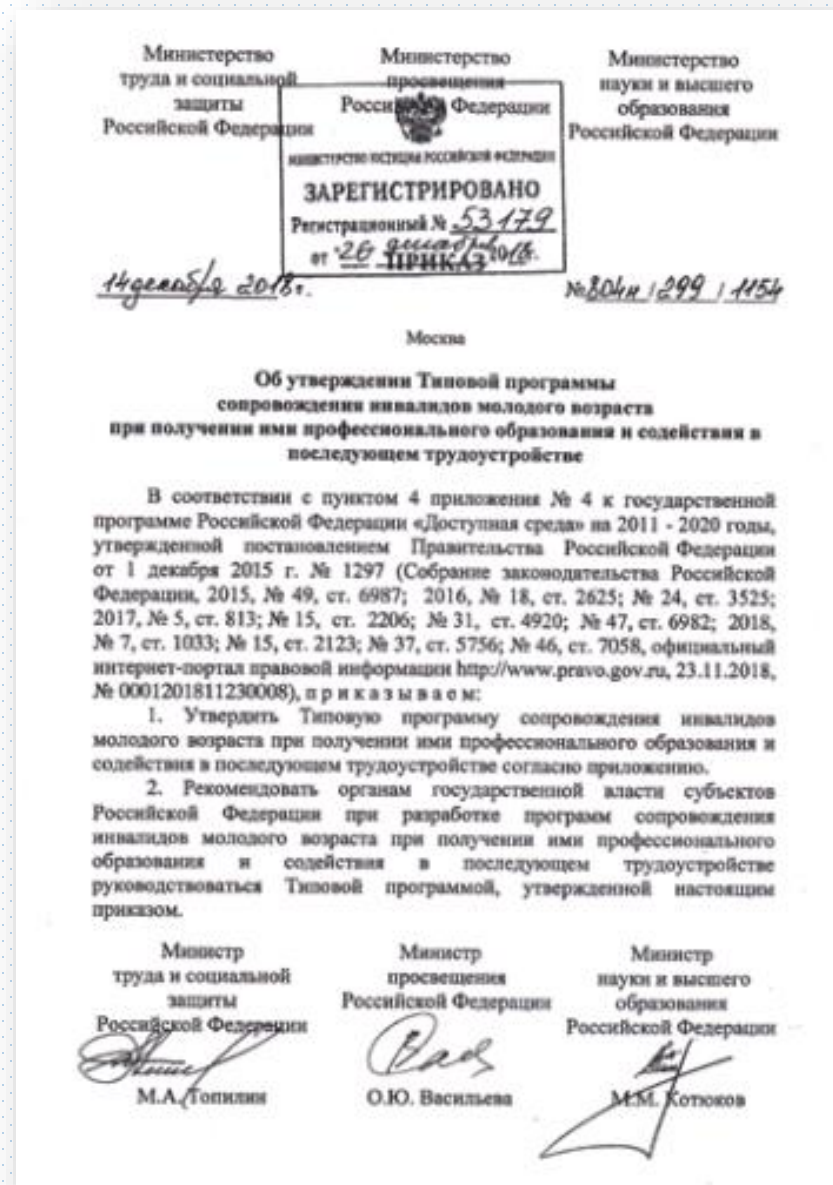 Министерство
труда и социальной
защиты
Российской Федерации
Министерство
просвещения
Российской Федерации
Министерство
науки и высшего
образования
Российской Федерации
МИНИСТЕРСТВО ЮСТИЦИИ РОССИЙСКОЙ ФЕДЕРАЦИИ
ЗАРЕГИСТРИРОВАНО
Регистрационный № 53179
от "26 декабря 2018.
ПРИКАЗ
14 декабря 2018г.
№ 804н / 299 / 1154
Москва
Об утверждении Типовой программы
сопровождения инвалидов молодого возраста
при получении ими профессионального образования и содействия в
последующем трудоустройстве
В соответствии с пунктом 4 приложения № 4 к государственной
программе Российской Федерации «Доступная среда» на 2011 - 2020 годы,
утвержденной постановлением Правительства Российской Федерации
от 1 декабря 2015 г. № 1297 (Собрание законодательства Российской
Федерации, 2015, № 49, ст. 6987; 2016, № 18, ст. 2625; № 24, ст. 3525;
2017, № 5, ст. 813; № 15, ст. 2206; № 31, ст. 4920; № 47, ст. 6982; 2018,
№ 7, ст. 1033; № 15, ст. 2123; № 37, ст. 5756; № 46, ст. 7058, официальный
интернет-портал правовой информации http://www.pravo.gov.ru, 23.11.2018,
№ 0001201811230008), п р и к а з ы в а е м:
1. Утвердить Типовую программу сопровождения инвалидов
молодого возраста при получении ими профессионального образования и
содействия в последующем трудоустройстве согласно приложению.
2. Рекомендовать органам государственной власти субъектов
Российской Федерации при разработке программ сопровождения
инвалидов молодого возраста при получении ими профессионального
образования и содействия в последующем трудоустройстве
руководствоваться Типовой программой, утвержденной настоящим
приказом.
Министр
труда и социальной
защиты
Российской Федерации
М.А. Топилин
Министр
просвещения
Российской Федерации
О.Ю. Васильева
Министр
науки и высшего
образования
Российской Федерации
М.М. Котюков